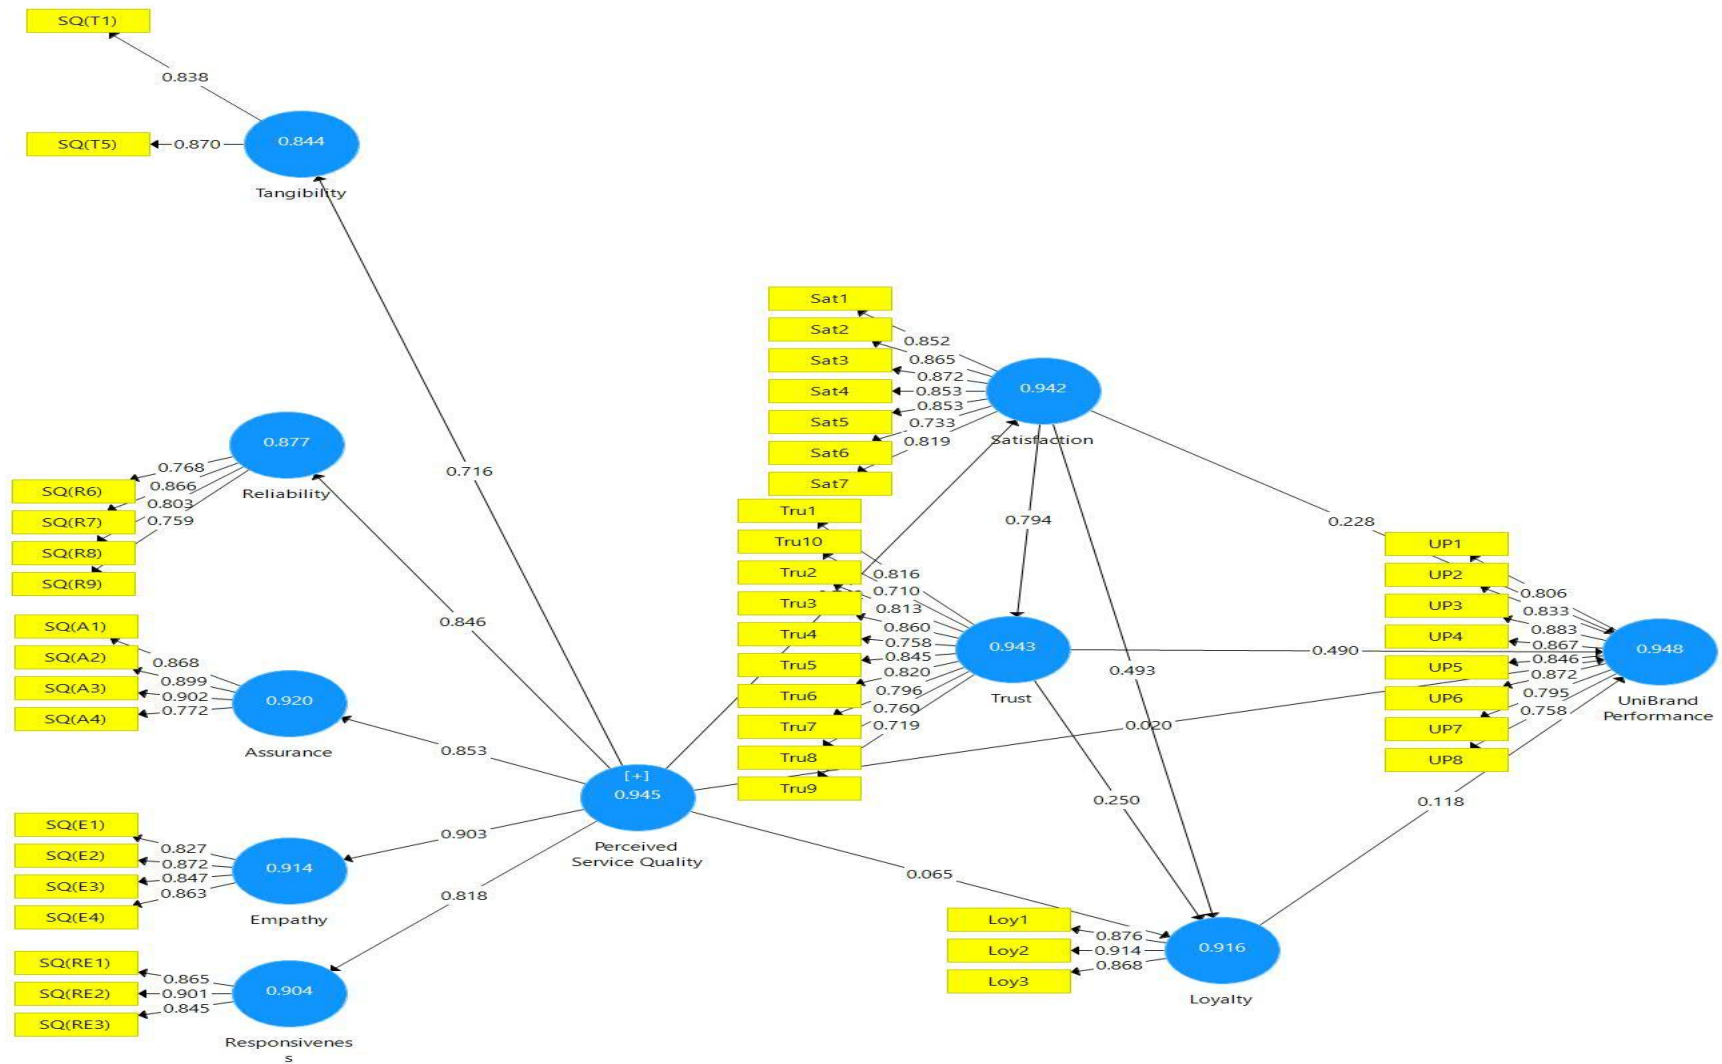 SQ(T1)
0.838
SQ(T5)
0.870
0.844
Tangibility
0.877
Reliability
0.768
0.866
0.803
0.759
SQ(R6)
SQ(R7)
SQ(R8)
SQ(R9)
0.716
0.846
SQ(A1)
SQ(A2)
SQ(A3)
SQ(A4)
0.868
0.899
0.902
0.772
0.920
Assurance
0.853
[+]
0.945
Perceived
Service Quality
SQ(E1)
SQ(E2)
SQ(E3)
SQ(E4)
0.827
0.872
0.847
0.863
0.914
Empathy
0.903
0.818
SQ(RE1)
SQ(RE2)
SQ(RE3)
0.865
0.901
0.845
0.904
Responsivenes
s
Sat1
Sat2
Sat3
Sat4
Sat5
Sat6
Sat7
0.852
0.865
0.872
0.853
0.853
0.733
0.819
0.942
Satisfaction
Tru1
Tru10
Tru2
Tru3
Tru4
Tru5
Tru6
Tru7
Tru8
Tru9
0.816
0.710
0.813
0.860
0.758
0.845
0.820
0.796
0.760
0.719
0.794
0.943
Trust
0.228
0.490
0.493
0.020
0.250
0.118
0.065
UP1
UP2
UP3
UP4
UP5
UP6
UP7
UP8
0.806
0.833
0.883
0.867
0.846
0.872
0.795
0.758
0.948
UniBrand
Performance
Loy1
Loy2
Loy3
0.876
0.914
0.868
0.916
Loyalty